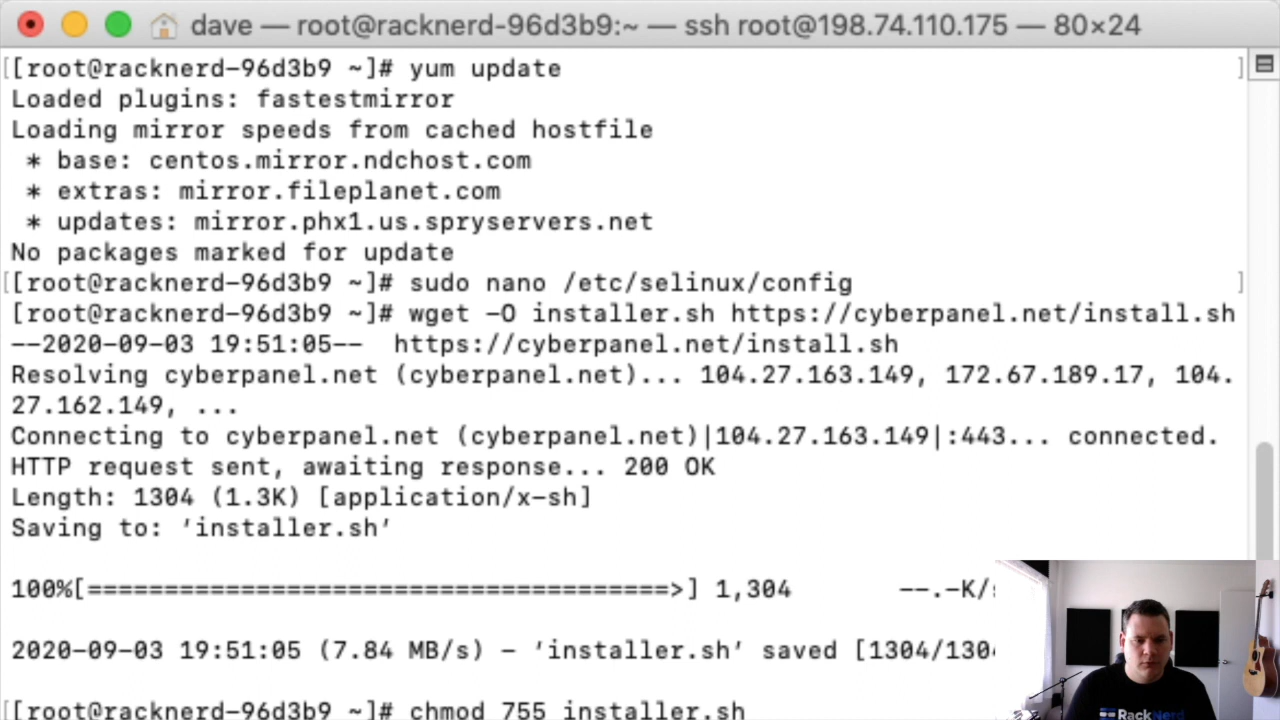 dave — root@racknerd-96d3b9:~ — ssh root@198.74.110.175 — 80×24
[[root@racknerd-96d3b9 ~]# yum update ]
Loaded plugins: fastestmirror
Loading mirror speeds from cached hostfile
* base: centos.mirror.ndchost.com
* extras: mirror.fileplanet.com
* updates: mirror.phx1.us.spryservers.net
No packages marked for update
[[root@racknerd-96d3b9 ~]# sudo nano /etc/selinux/config ]
[root@racknerd-96d3b9 ~]# wget -O installer.sh https://cyberpanel.net/install.sh
--2020-09-03 19:51:05-- https://cyberpanel.net/install.sh
Resolving cyberpanel.net (cyberpanel.net)... 104.27.163.149, 172.67.189.17, 104.
27.162.149, ...
Connecting to cyberpanel.net (cyberpanel.net)|104.27.163.149|:443... connected.
HTTP request sent, awaiting response... 200 OK
Length: 1304 (1.3K) [application/x-sh]
Saving to: ‘installer.sh’
100%[======================================>] 1,304 --.-K/s
2020-09-03 19:51:05 (7.84 MB/s) - ‘installer.sh’ saved [1304/1304
[[root@racknerd-96d3b9 ~]# chmod 755 installer.sh
RackNerd